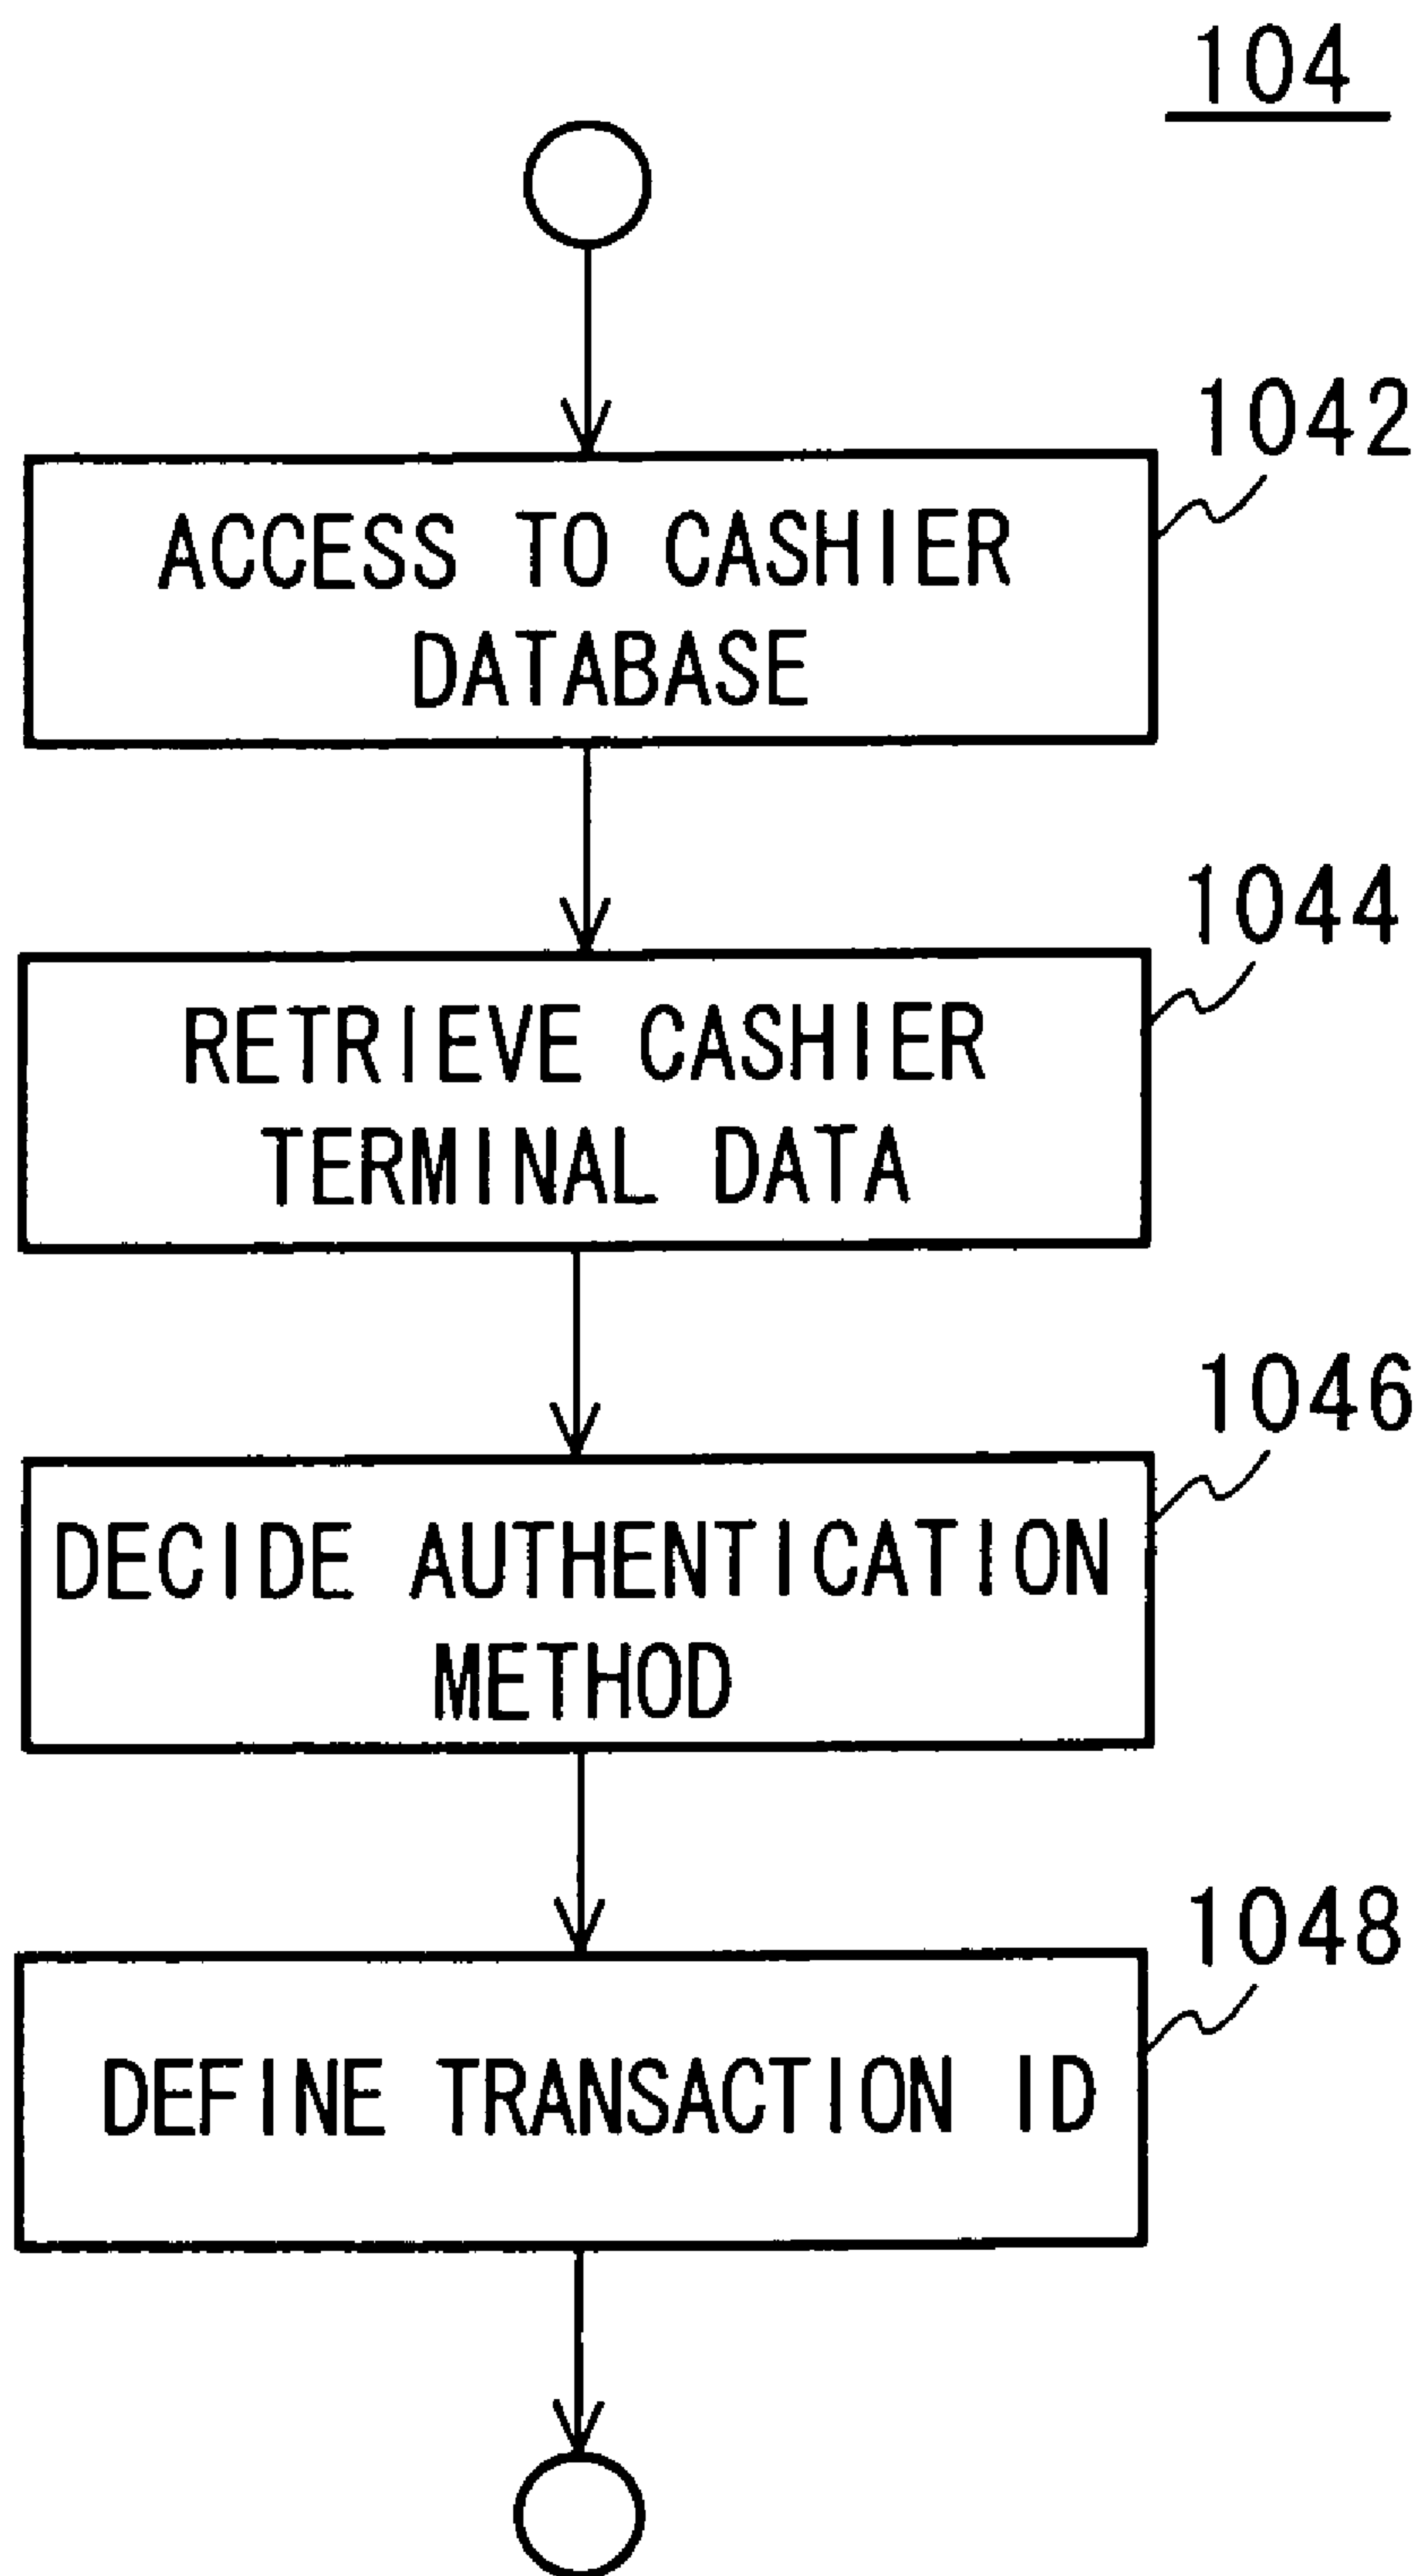 104
1042
ACCESS TO CASHIER
DATABASE
1044
RETRIEVE CASHIER
TERMINAL DATA
1046
DECIDE AUTHENTICATION
METHOD
1048
DEFINE TRANSACTION ID